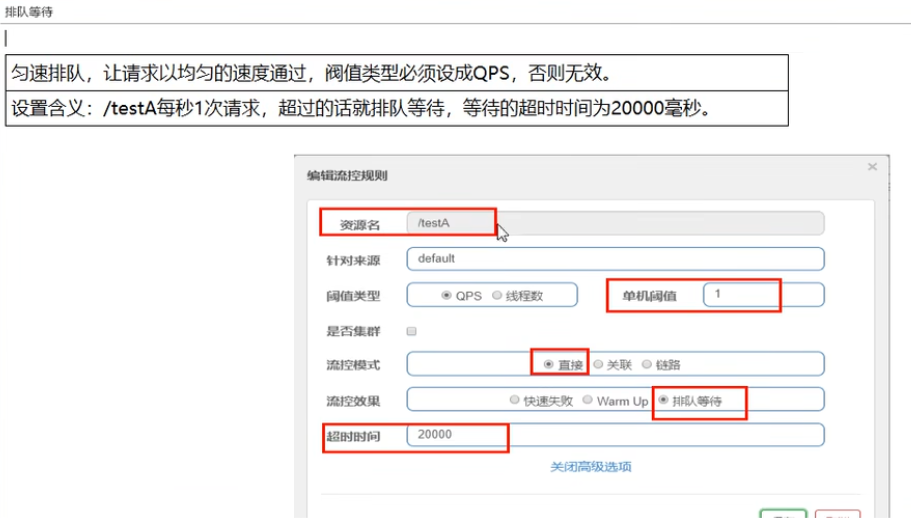 排队等待
匀速排队，让请求以均匀的速度通过，阀值类型必须设成QPS，否则无效。
设置含义：/testA每秒1次请求，超过的话就排队等待，等待的超时时间为20000毫秒。
编辑流控规则
×
资源名 /testA
针对来源 default
阈值类型 QPS 线程数 单机阈值 1
是否集群
流控模式 直接 关联 链路
流控效果 快速失败 Warm Up 排队等待
超时时间 20000
关闭高级选项